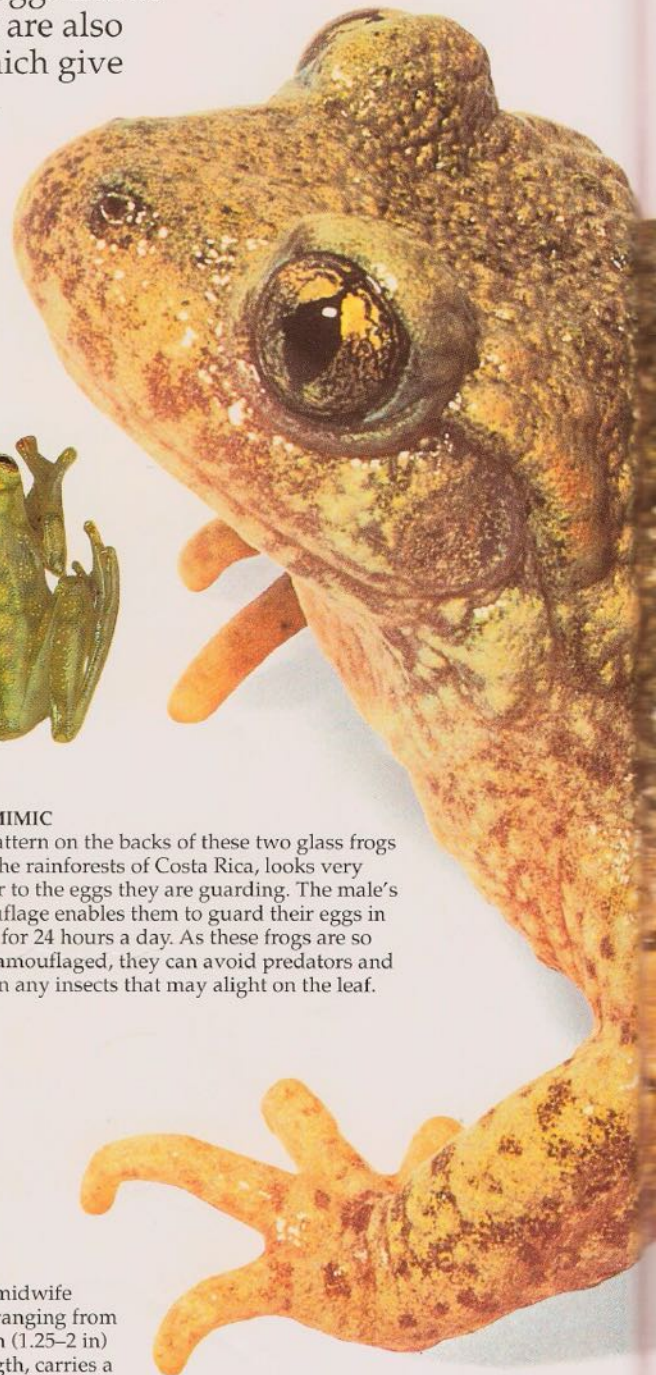 are also
ich give
MIMIC
attern on the backs of these two glass frogs
he rainforests of Costa Rica, looks very
r to the eggs they are guarding. The male's
uflage enables them to guard their eggs in
for 24 hours a day. As these frogs are so
amouflaged, they can avoid predators and
n any insects that may alight on the leaf.
midwife
ranging from
n (1.25–2 in)
gth, carries a